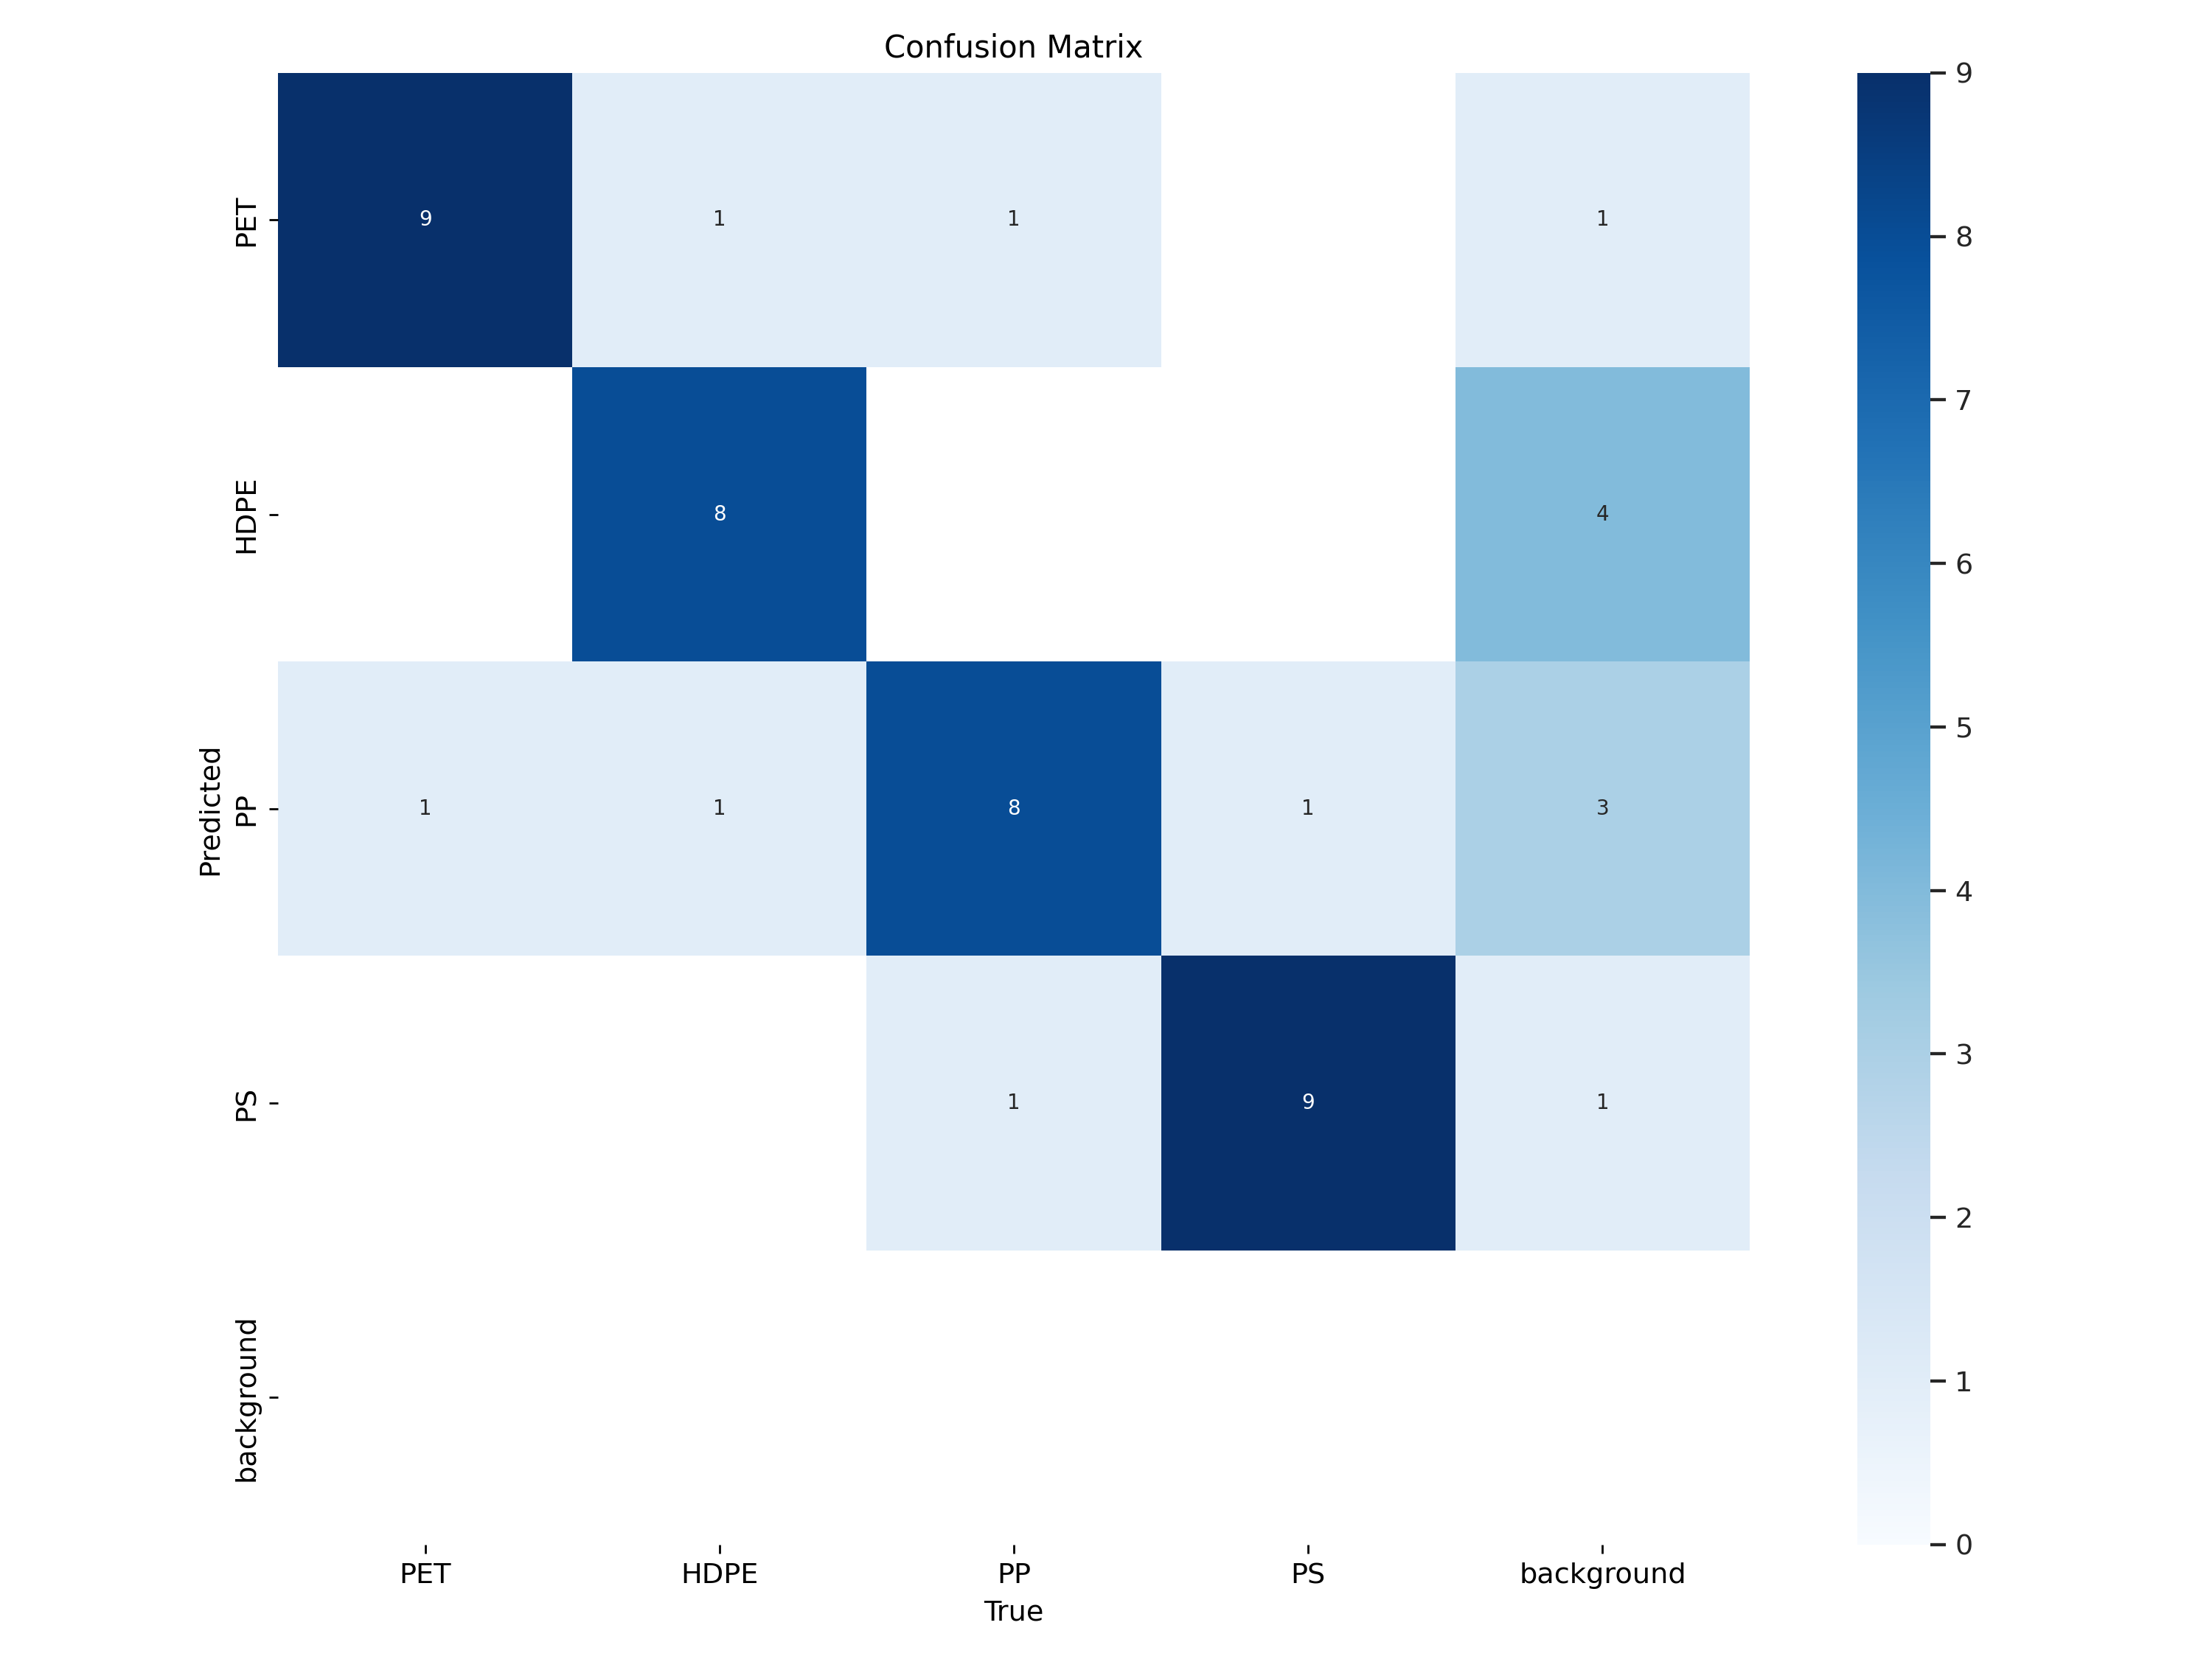 Confusion Matrix
PET 9 1 1 1
HDPE 8 4
PP 1 1 8 1 3
PS 1 9 1
background
Predicted
PET HDPE PP PS background
True
9
8
7
6
5
4
3
2
1
0